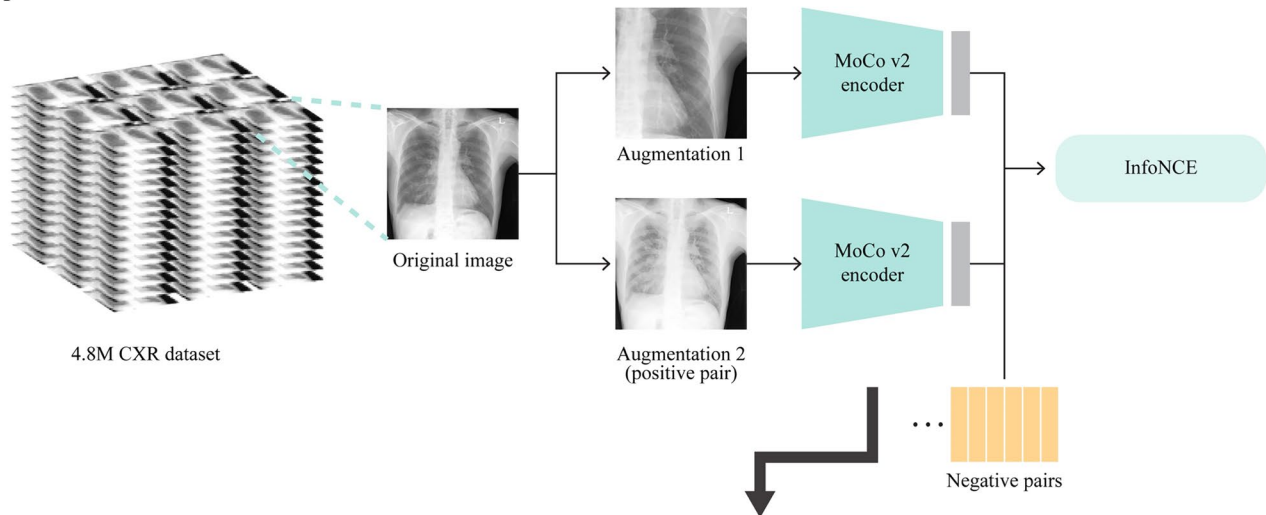 Augmentation 1
MoCo v2
encoder
InfoNCE
Original image
MoCo v2
encoder
4.8M CXR dataset
Augmentation 2
(positive pair)
...
Negative pairs